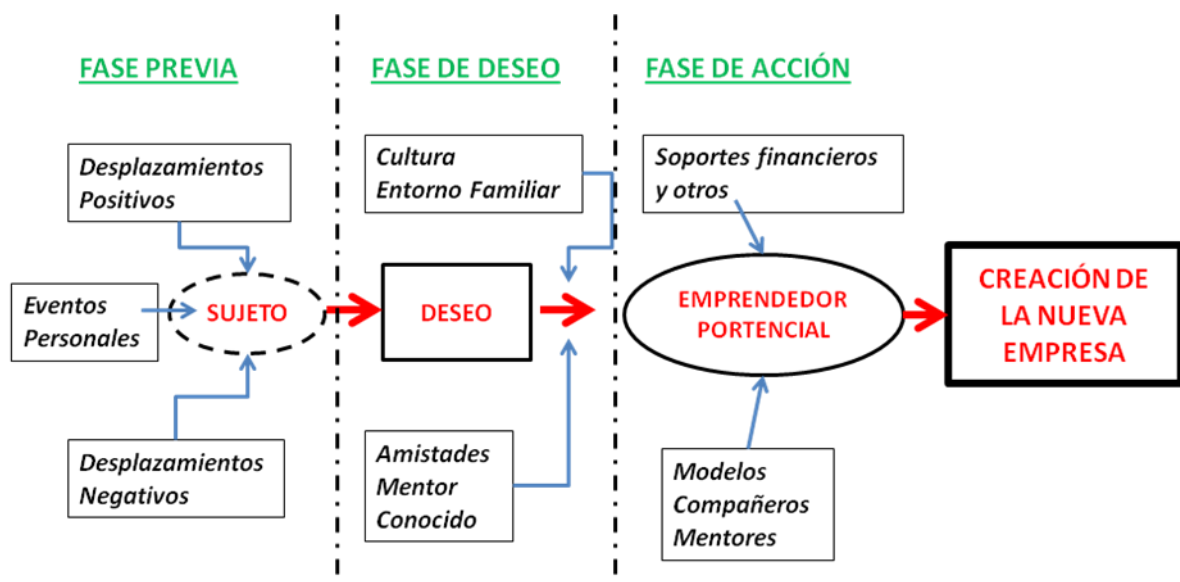 FASE PREVIA
FASE DE DESEO
FASE DE ACCIÓN
Desplazamientos
Positivos
Cultura
Entorno Familiar
Soportes financieros
y otros
Eventos
Personales
SUJETO
DESEO
EMPRENDEDOR
PORTENCIAL
CREACIÓN DE
LA NUEVA
EMPRESA
Desplazamientos
Negativos
Amistades
Mentor
Conocido
Modelos
Compañeros
Mentores